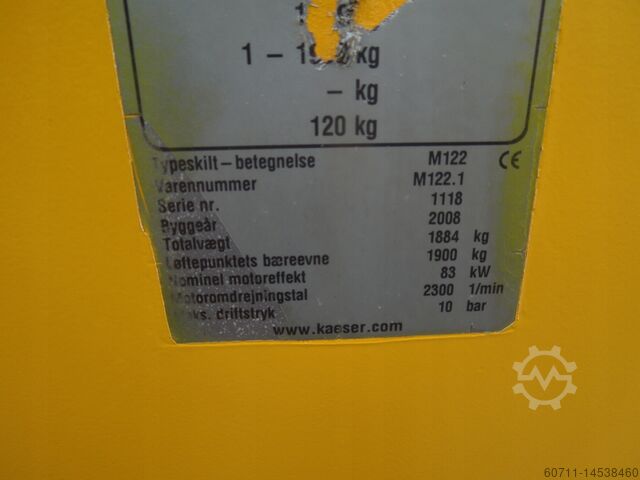 1 – 1900 kg
– kg
120 kg
Typeskilt – betegnelse M122 CE
Varennummer M122.1
Serie nr. 1118
Byggeår 2008
Totalvægt 1884 kg
Løftepunktets bæreevne 1900 kg
Nominel motoreffekt 83 kW
Motoromdrejningstal 2300 1/min
Maks. driftstryk 10 bar
www.kaeser.com
60711-14538460